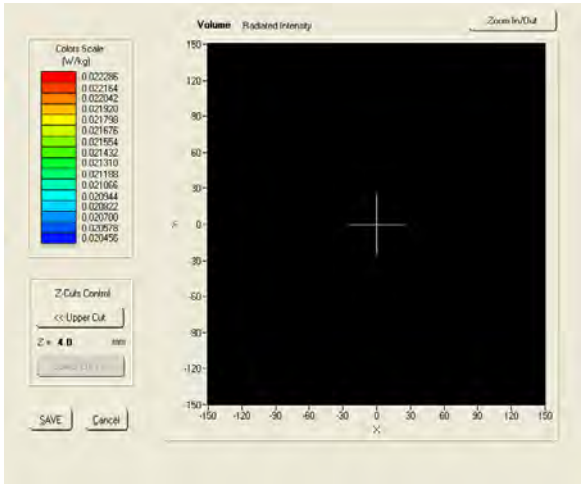 Volume Radiated Intensity
Zoom In/Out
Colors Scale
(W/kg)
0.022286
0.022164
0.022042
0.021920
0.021798
0.021676
0.021554
0.021432
0.021310
0.021188
0.021066
0.020944
0.020822
0.020700
0.020578
0.020456
150
120
90
60
30
0
-30
-60
-90
-120
-150
-150 -120 -90 -60 -30 0 30 60 90 120 150
X
Z-Cuts Control
<< Upper Cut
Z = 4.0 mm
SAVE Cancel